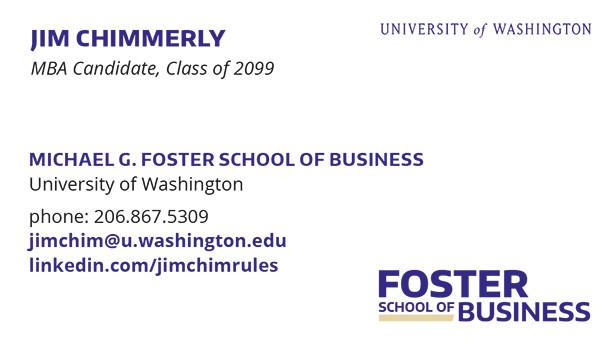 JIM CHIMMERLY
MBA Candidate, Class of 2099
UNIVERSITY of WASHINGTON
MICHAEL G. FOSTER SCHOOL OF BUSINESS
University of Washington
phone: 206.867.5309
jimchim@u.washington.edu
linkedin.com/jimchimrules
FOSTER
SCHOOL OF BUSINESS